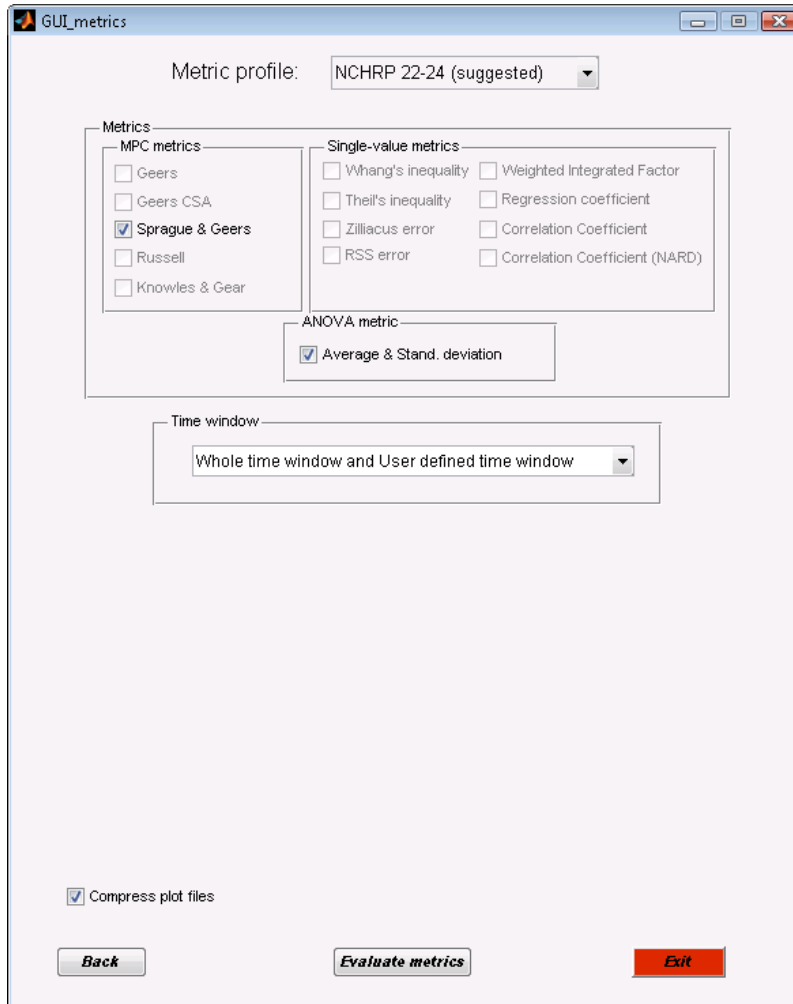 GUI_metrics
Metric profile:
NCHRP 22-24 (suggested)
Metrics
MPC metrics
Geers
Geers CSA
Sprague & Geers
Russell
Knowles & Gear
Single-value metrics
Whang's inequality
Theil's inequality
Zilliacus error
RSS error
Weighted Integrated Factor
Regression coefficient
Correlation Coefficient
Correlation Coefficient (NARD)
ANOVA metric
Average & Stand. deviation
Time window
Whole time window and User defined time window
Compress plot files
Back
Evaluate metrics
Exit